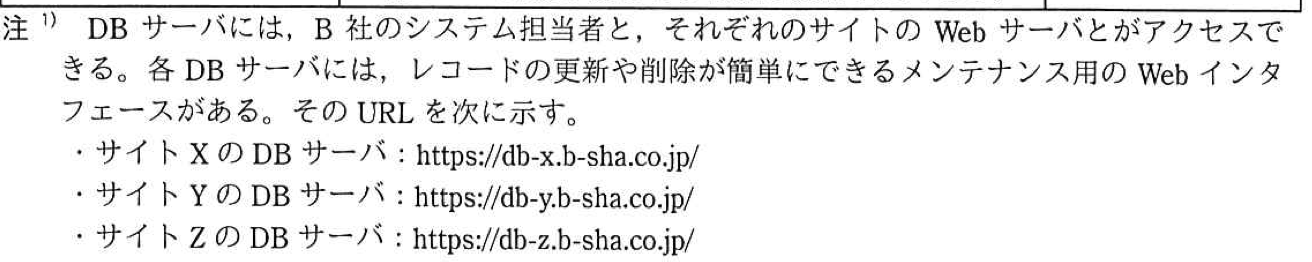 注 1) DB サーバには，B 社のシステム担当者と，それぞれのサイトの Web サーバとがアクセスで
きる。各 DB サーバには，レコードの更新や削除が簡単にできるメンテナンス用の Web インタ
フェースがある。その URL を次に示す。
・サイト X の DB サーバ：https://db-x.b-sha.co.jp/
・サイト Y の DB サーバ：https://db-y.b-sha.co.jp/
・サイト Z の DB サーバ：https://db-z.b-sha.co.jp/